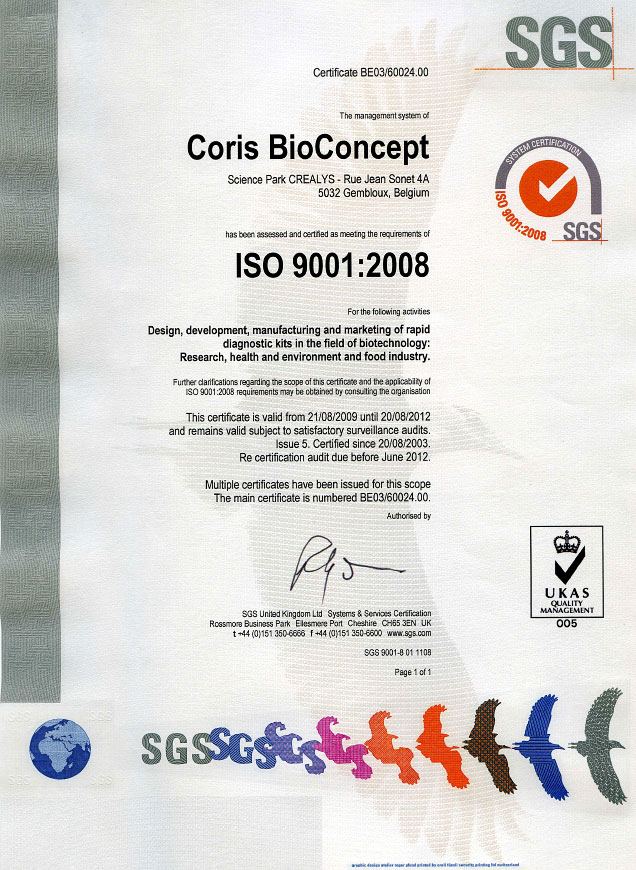 SGS
Certificate BE03/60024.00
The management system of
Coris BioConcept
Science Park CREALYS - Rue Jean Sonet 4A
5032 Gembloux, Belgium
SYSTEM CERTIFICATION
ISO 9001:2008
SGS
has been assessed and certified as meeting the requirements of
ISO 9001:2008
For the following activities
Design, development, manufacturing and marketing of rapid
diagnostic kits in the field of biotechnology:
Research, health and environment and food industry.
Further clarifications regarding the scope of this certificate and the applicability of
ISO 9001:2008 requirements may be obtained by consulting the organisation
This certificate is valid from 21/08/2009 until 20/08/2012
and remains valid subject to satisfactory surveillance audits.
Issue 5. Certified since 20/08/2003.
Re certification audit due before June 2012.
Multiple certificates have been issued for this scope
The main certificate is numbered BE03/60024.00.
Authorised by
UKAS
QUALITY
MANAGEMENT
005
SGS United Kingdom Ltd Systems & Services Certification
Rossmore Business Park Ellesmere Port Cheshire CH65 3EN UK
t +44 (0)151 350-6666 f +44 (0)151 350-6600 www.sgs.com
SGS 9001-8 01 1108
Page 1 of 1
SGS SGS SGS